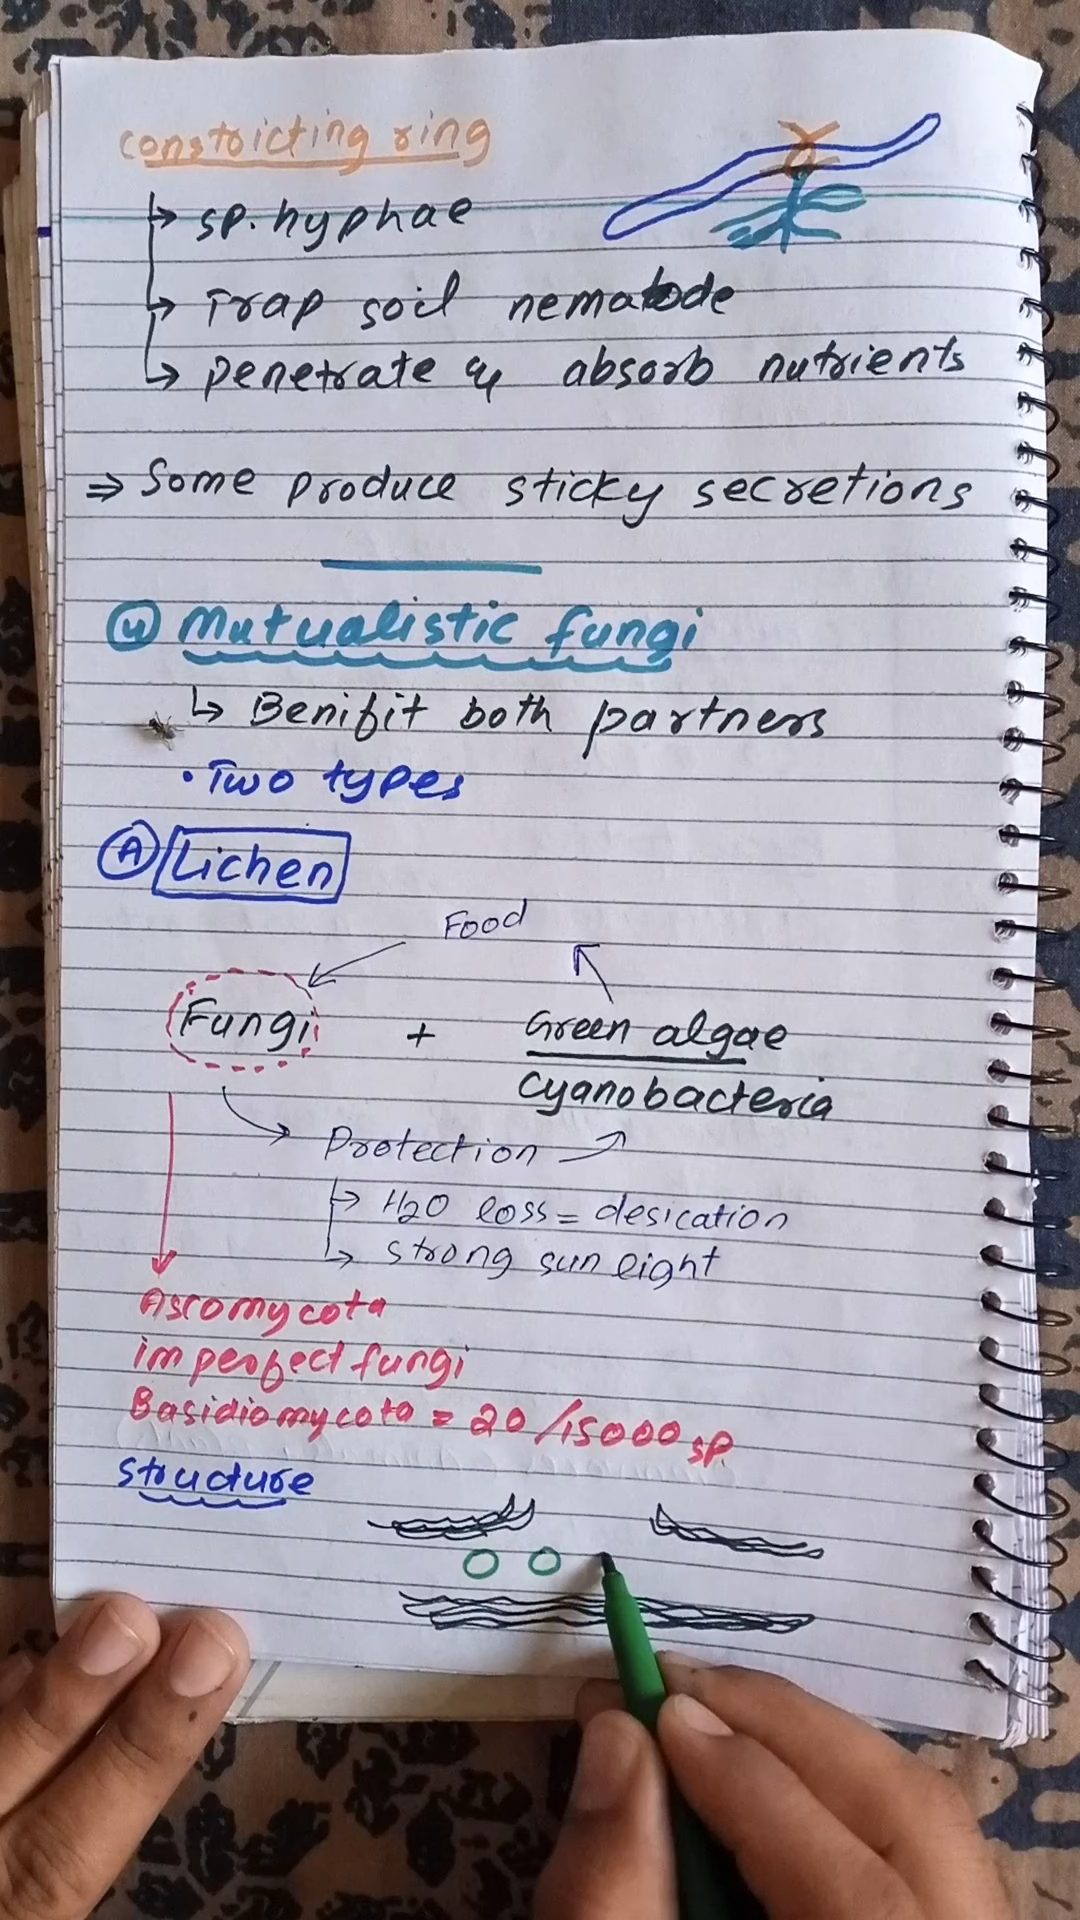 constricting ring
sp. hyphae
Trap soil nematode
penetrate & absorb nutrients
⇒ Some produce sticky secretions
④ Mutualistic fungi
↳ Benifit both partners
• Two types
Ⓐ Lichen
Food
Fungi + Green algae
Cyanobacteria
Protection
H2O loss = desication
strong sun light
Ascomycota
imperfect fungi
Basidiomycota = 20/15000 sp.
structure